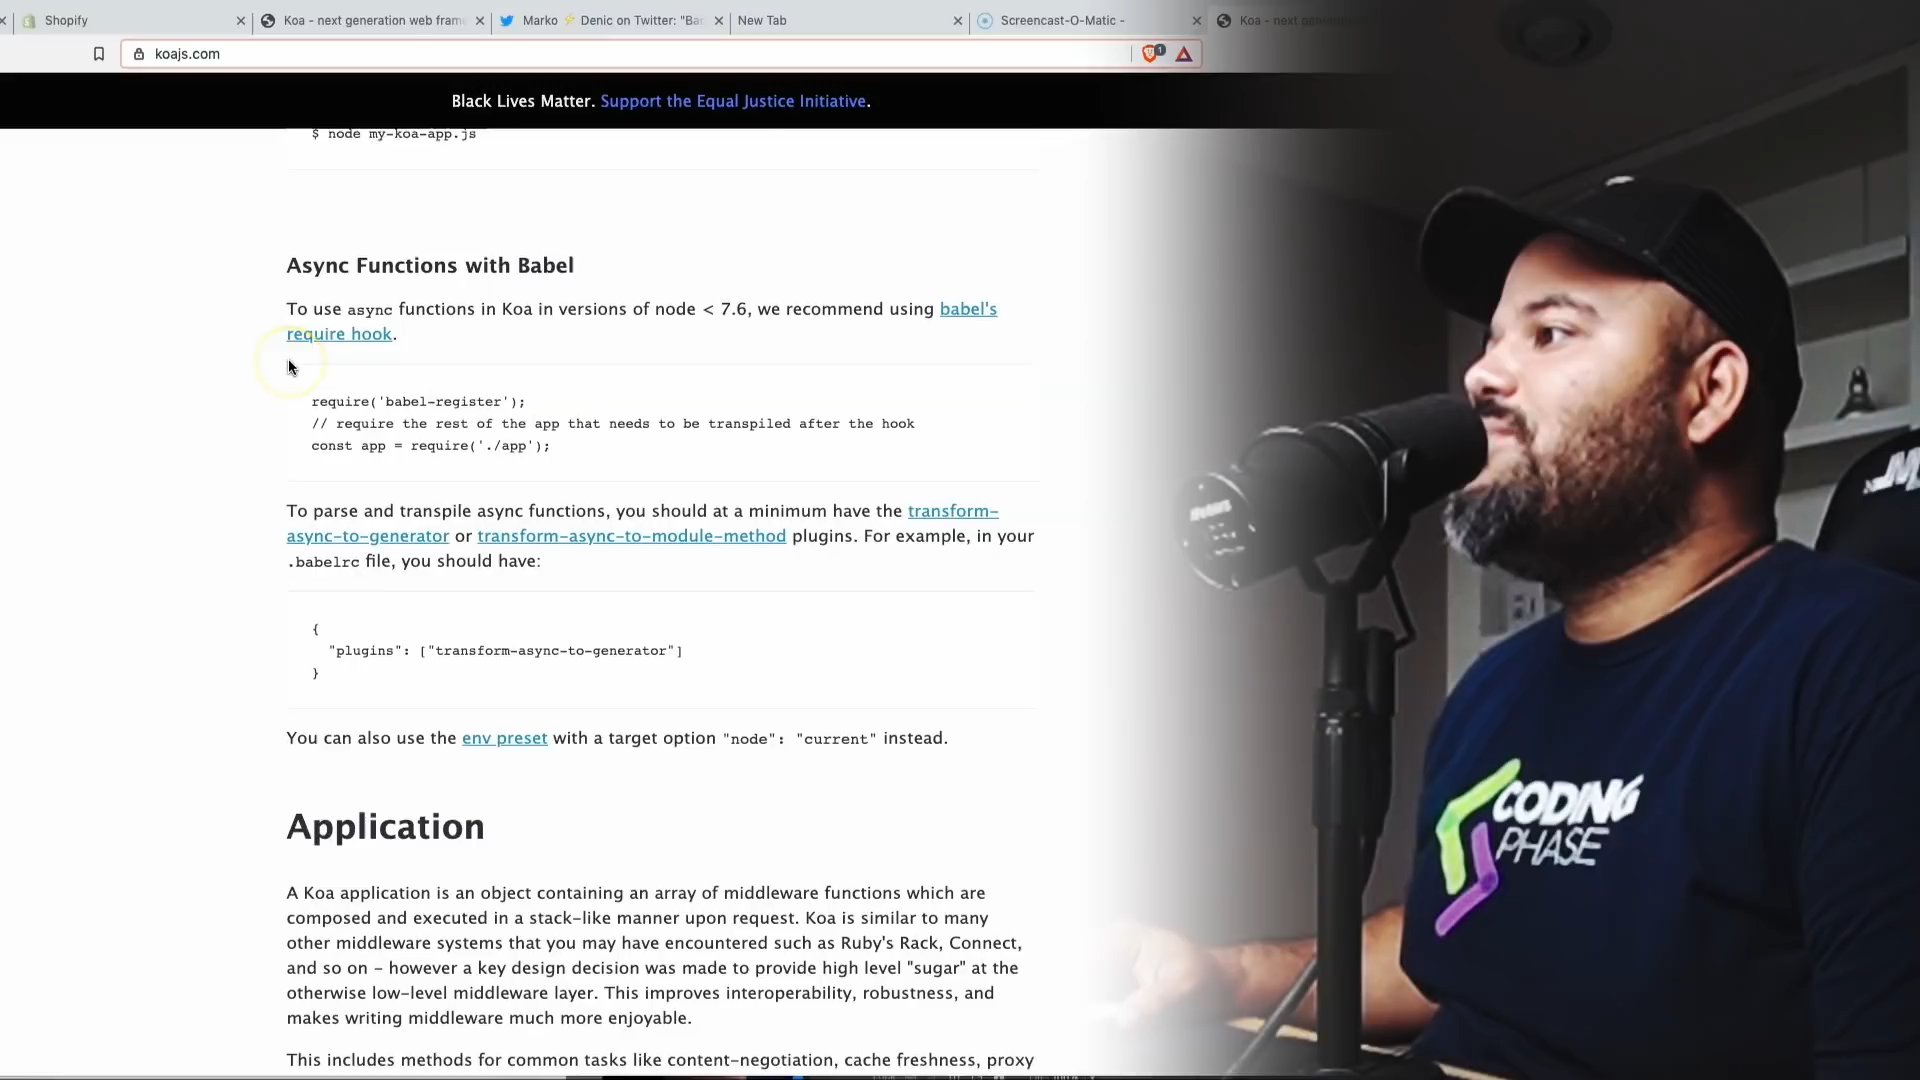 Shopify
Koa - next generation web fram
Marko ⚡ Denic on Twitter: "Bac
New Tab
Screencast-O-Matic -
Koa - next generation
koajs.com
1
Black Lives Matter. Support the Equal Justice Initiative.
$ node my-koa-app.js
Async Functions with Babel
To use async functions in Koa in versions of node < 7.6, we recommend using babel's
require hook.
require('babel-register');
// require the rest of the app that needs to be transpiled after the hook
const app = require('./app');
To parse and transpile async functions, you should at a minimum have the transform-
async-to-generator or transform-async-to-module-method plugins. For example, in your
.babelrc file, you should have:
{
"plugins": ["transform-async-to-generator"]
}
You can also use the env preset with a target option "node": "current" instead.
Application
A Koa application is an object containing an array of middleware functions which are
composed and executed in a stack-like manner upon request. Koa is similar to many
other middleware systems that you may have encountered such as Ruby's Rack, Connect,
and so on - however a key design decision was made to provide high level "sugar" at the
otherwise low-level middleware layer. This improves interoperability, robustness, and
makes writing middleware much more enjoyable.
This includes methods for common tasks like content-negotiation, cache freshness, proxy
CODING
PHASE